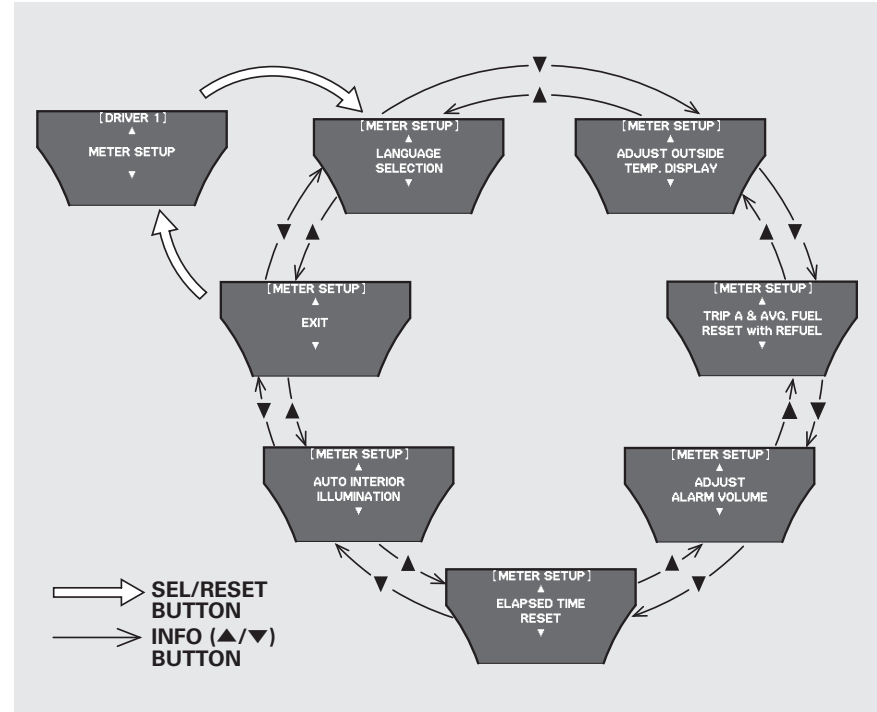 [DRIVER 1]
▲
METER SETUP
▼
[METER SETUP]
▲
LANGUAGE
SELECTION
▼
▼
▲
[METER SETUP]
▲
ADJUST OUTSIDE
TEMP. DISPLAY
▼
▼ ▲
▲ ▼
[METER SETUP]
▲
EXIT
▼
[METER SETUP]
▲
TRIP A & AVG. FUEL
RESET with REFUEL
▼
▼ ▲
▲ ▼
[METER SETUP]
▲
AUTO INTERIOR
ILLUMINATION
▼
[METER SETUP]
▲
ADJUST
ALARM VOLUME
▼
▲
▼
▲
▼
[METER SETUP]
▲
ELAPSED TIME
RESET
▼
SEL/RESET
BUTTON
INFO (▲/▼)
BUTTON